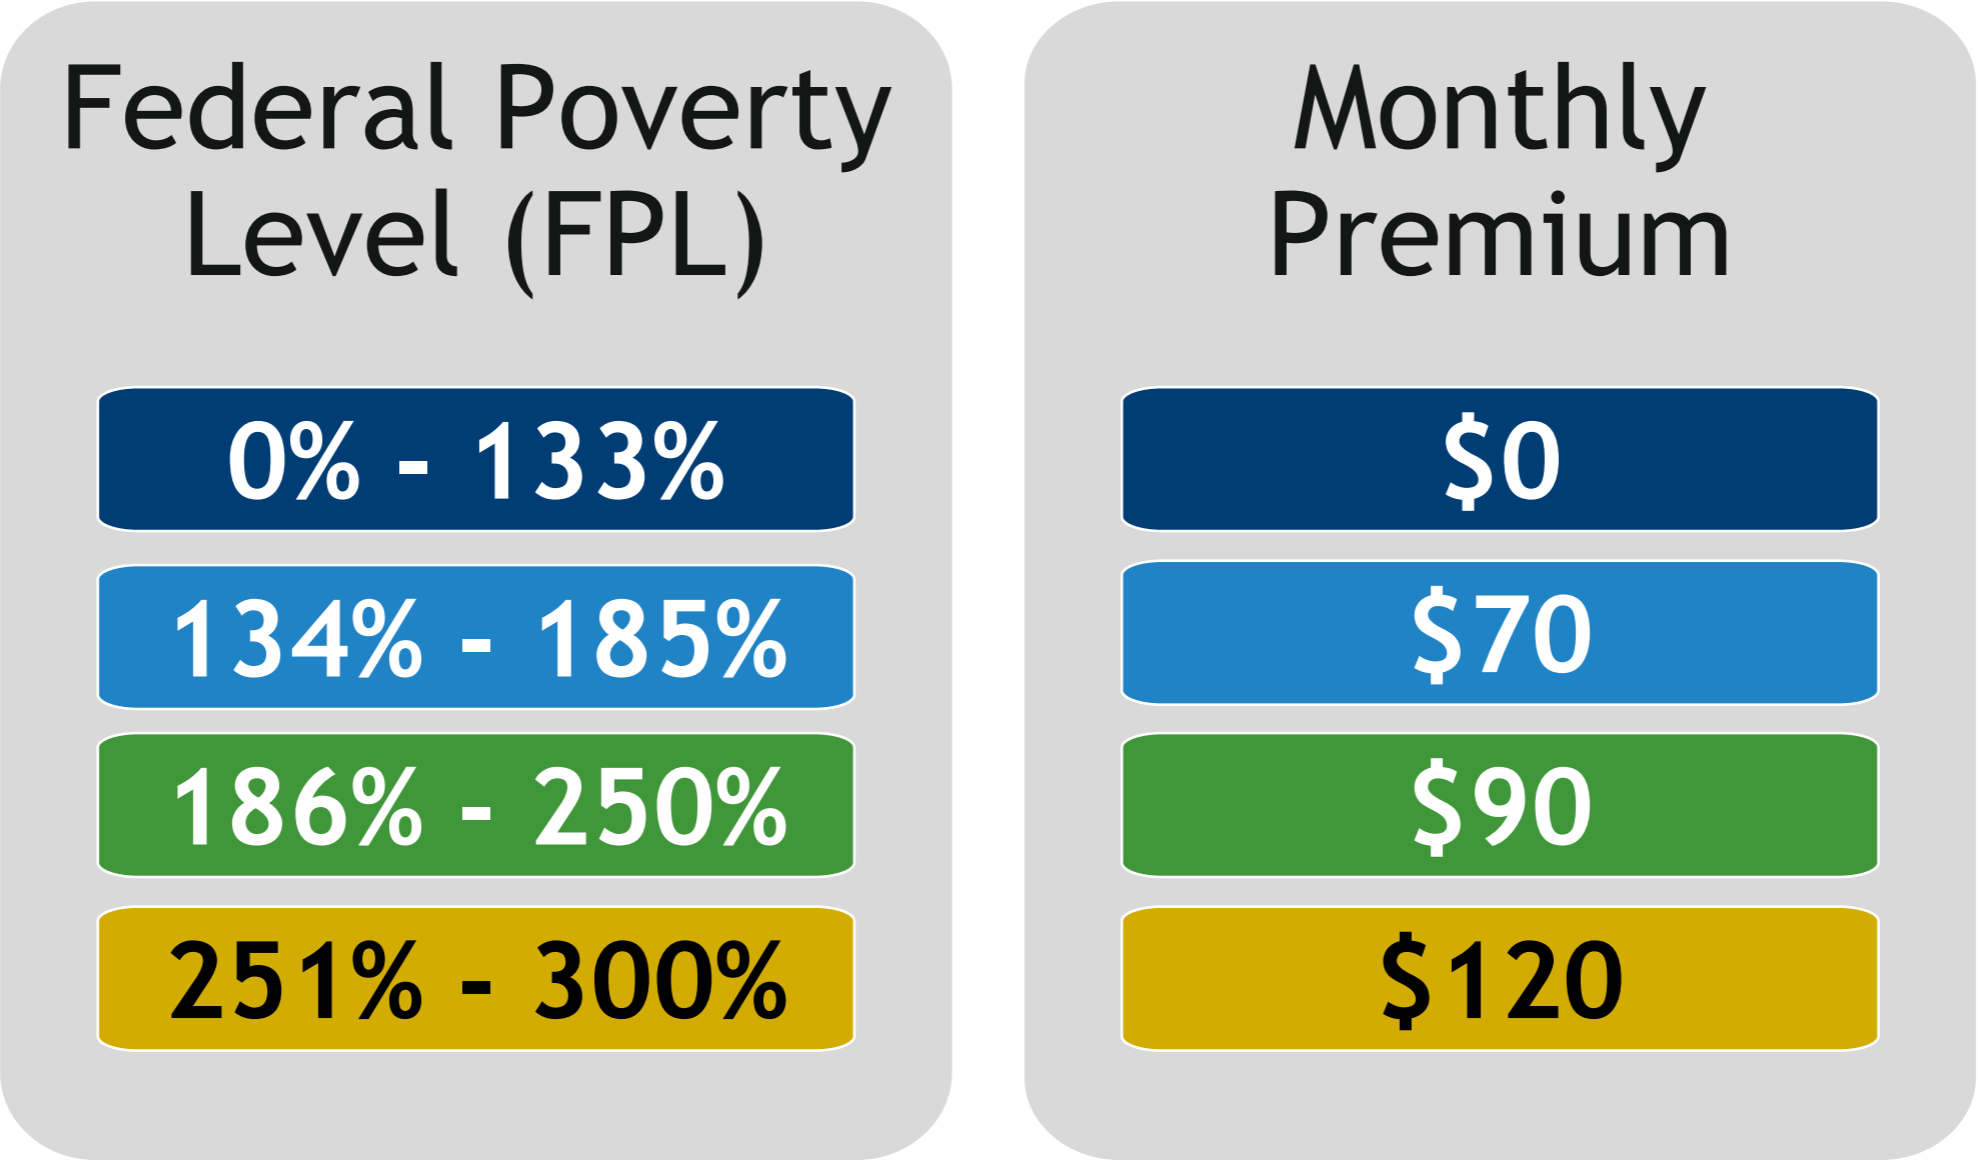 Federal Poverty
Level (FPL)
0% - 133%
134% - 185%
186% - 250%
251% - 300%
Monthly
Premium
$0
$70
$90
$120